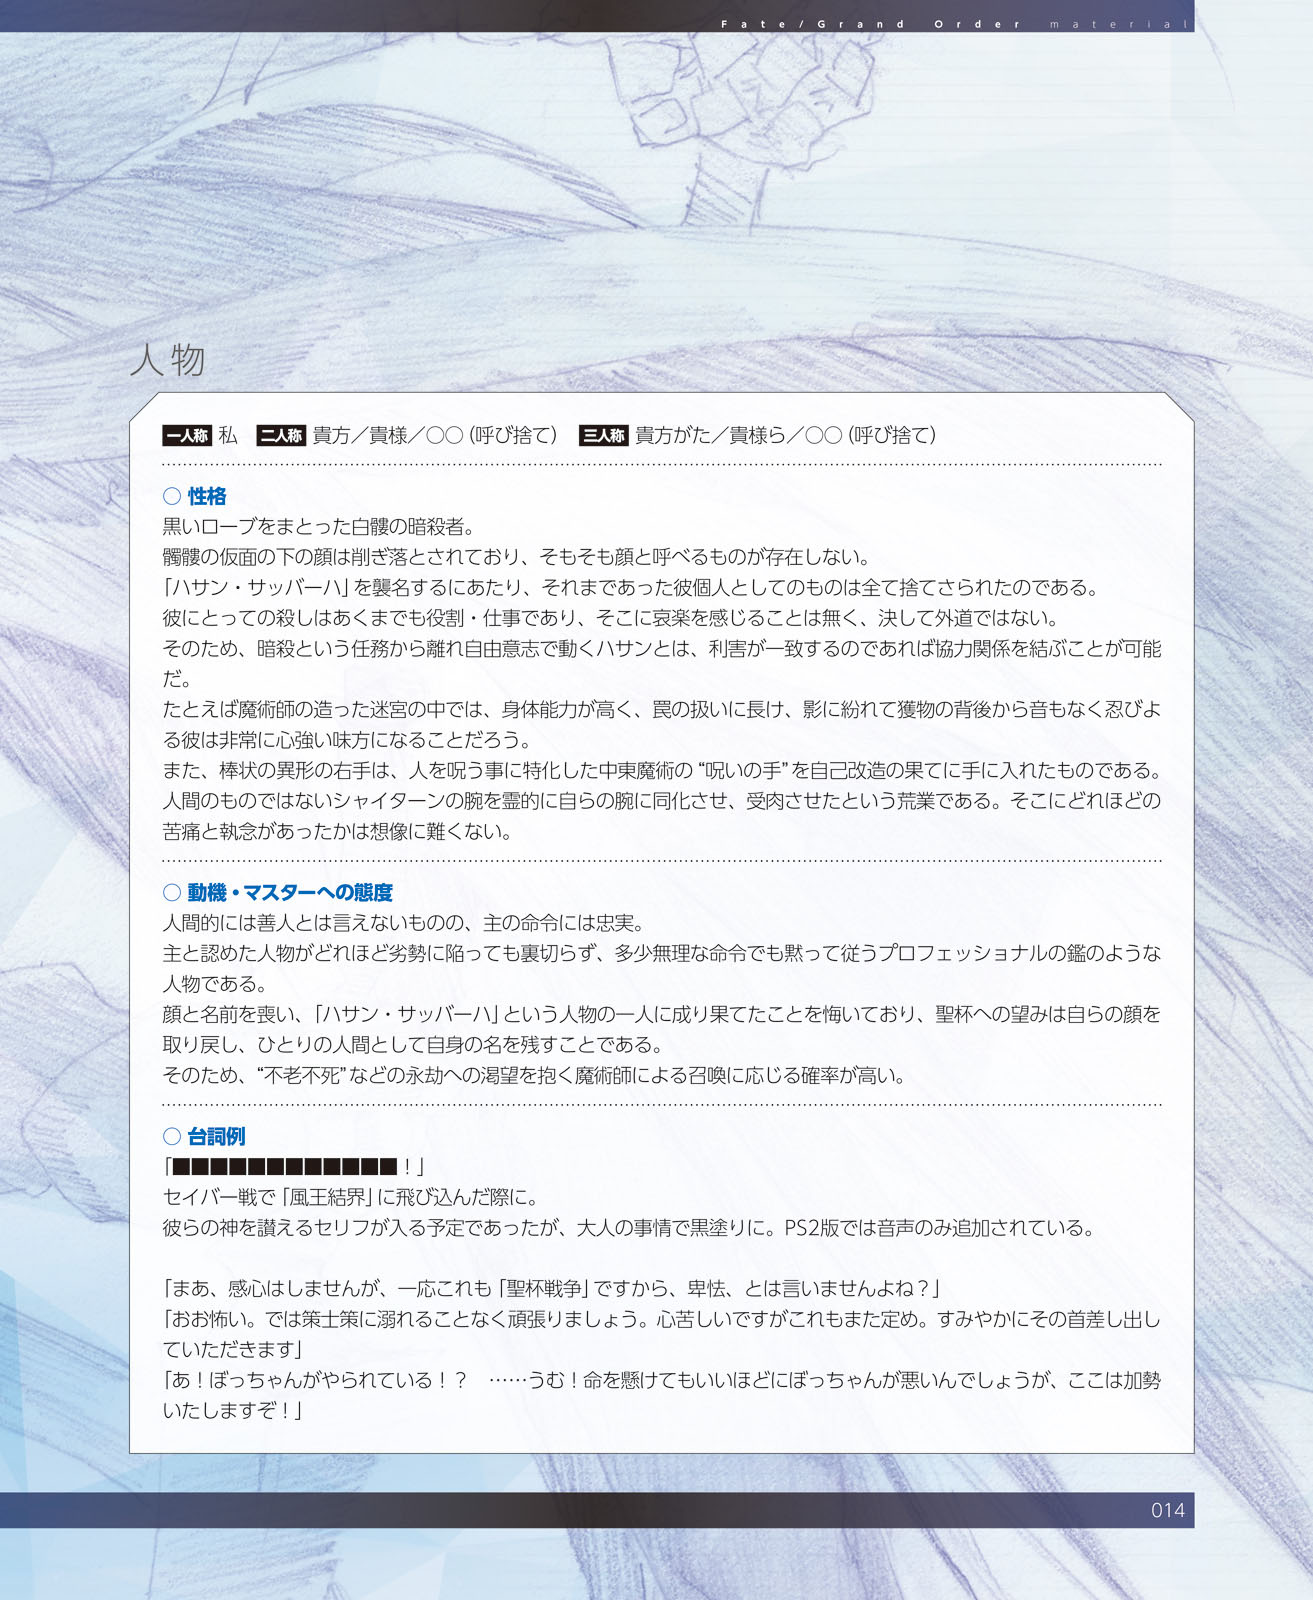 Fate/Grand Order material
人物
一人称 私 二人称 貴方／貴様／○○（呼び捨て） 三人称 貴方がた／貴様ら／○○（呼び捨て）
○ 性格
黒いローブをまとった白髏の暗殺者。
髑髏の仮面の下の顔は削ぎ落とされており、そもそも顔と呼べるものが存在しない。
「ハサン・サッバーハ」を襲名するにあたり、それまであった彼個人としてのものは全て捨てさられたのである。
彼にとっての殺しはあくまでも役割・仕事であり、そこに哀楽を感じることは無く、決して外道ではない。
そのため、暗殺という任務から離れ自由意志で動くハサンとは、利害が一致するのであれば協力関係を結ぶことが可能
だ。
たとえば魔術師の造った迷宮の中では、身体能力が高く、罠の扱いに長け、影に紛れて獲物の背後から音もなく忍びよ
る彼は非常に心強い味方になることだろう。
また、棒状の異形の右手は、人を呪う事に特化した中東魔術の“呪いの手”を自己改造の果てに手に入れたものである。
人間のものではないシャイターンの腕を霊的に自らの腕に同化させ、受肉させたという荒業である。そこにどれほどの
苦痛と執念があったかは想像に難くない。
○ 動機・マスターへの態度
人間的には善人とは言えないものの、主の命令には忠実。
主と認めた人物がどれほど劣勢に陥っても裏切らず、多少無理な命令でも黙って従うプロフェッショナルの鑑のような
人物である。
顔と名前を喪い、「ハサン・サッバーハ」という人物の一人に成り果てたことを悔いており、聖杯への望みは自らの顔を
取り戻し、ひとりの人間として自身の名を残すことである。
そのため、“不老不死”などの永劫への渇望を抱く魔術師による召喚に応じる確率が高い。
○ 台詞例
「■■■■■■■■■■■■！」
セイバー戦で「風王結界」に飛び込んだ際に。
彼らの神を讃えるセリフが入る予定であったが、大人の事情で黒塗りに。PS2版では音声のみ追加されている。
「まあ、感心はしませんが、一応これも「聖杯戦争」ですから、卑怯、とは言いませんよね？」
「おお怖い。では策士策に溺れることなく頑張りましょう。心苦しいですがこれもまた定め。すみやかにその首差し出し
ていただきます」
「あ！ぼっちゃんがやられている！？　……うむ！命を懸けてもいいほどにぼっちゃんが悪いんでしょうが、ここは加勢
いたしますぞ！」
014